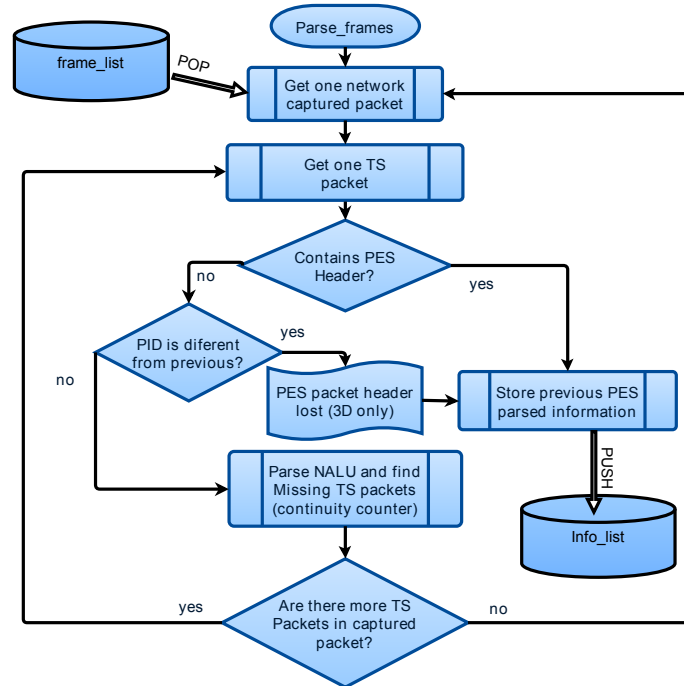 Parse_frames
frame_list
POP
Get one network
captured packet
Get one TS
packet
Contains PES
Header?
no
yes
PID is diferent
from previous?
yes
no
PES packet header
lost (3D only)
Store previous PES
parsed information
PUSH
Parse NALU and find
Missing TS packets
(continuity counter)
Info_list
Are there more TS
Packets in captured
packet?
yes
no